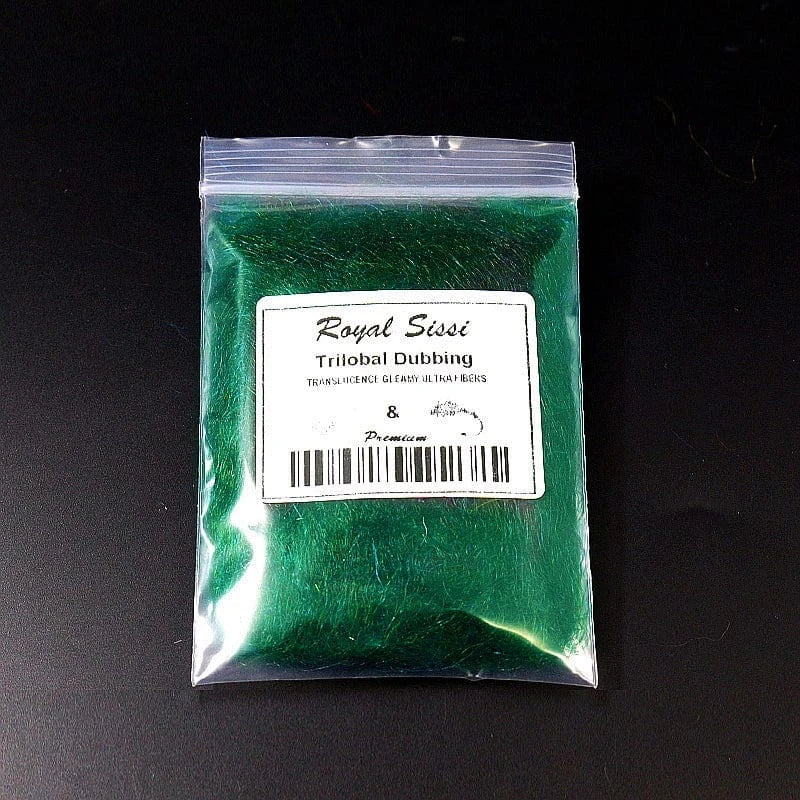 Royal Sissi
Trilobal Dubbing
TRANSLUCENCE GLEAMY ULTRA FIBERS
&
Premium